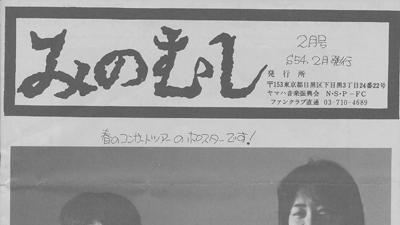 みのむし
2月号
S54.2月発行
発行所
〒153東京都目黒区下目黒3丁目24番22号
ヤマハ音楽振興会 N・S・P－FC
ファンクラブ直通 03-710-4689
春のコンサートツアーのポスターです!